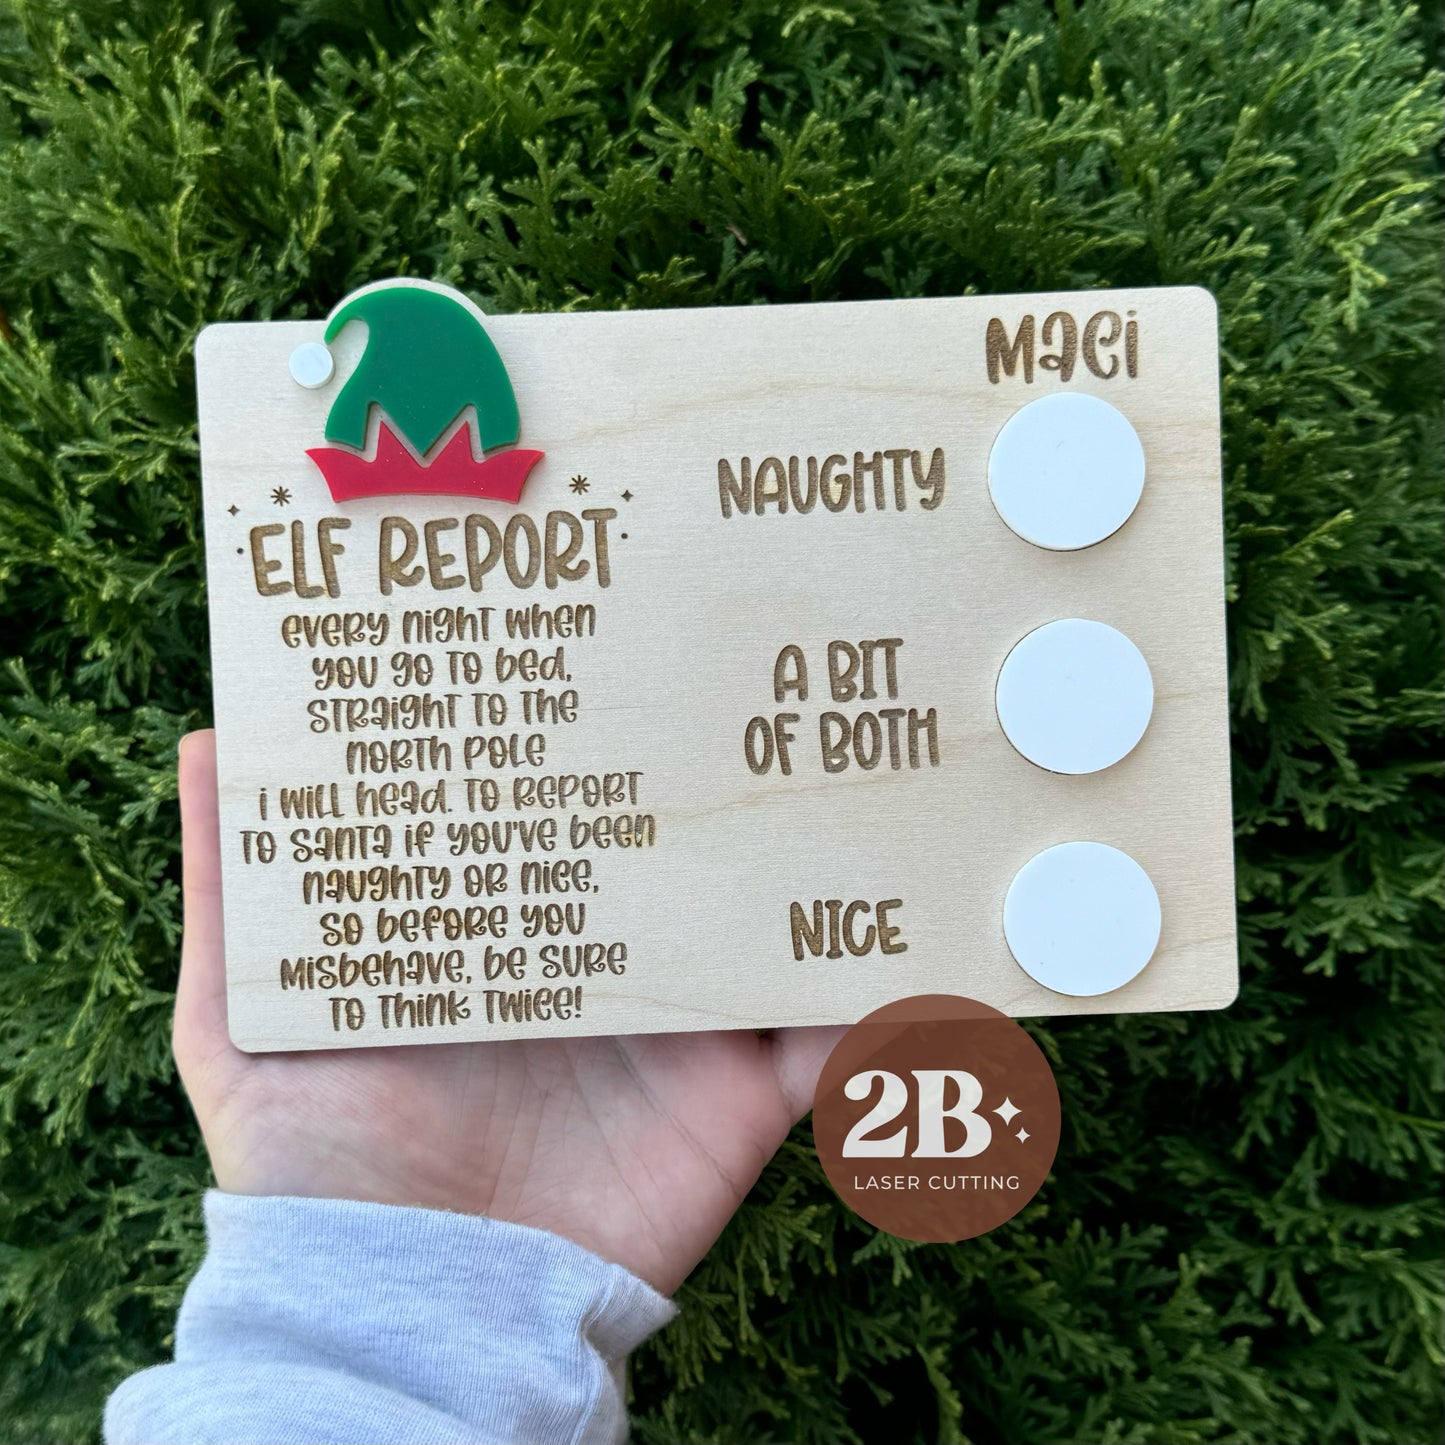 ELF REPORT
every night when
you go to bed,
straight to the
north pole
i will head. to report
to santa if you've been
naughty or nice,
so before you
misbehave, be sure
to think twice!
Maci
NAUGHTY
A BIT
OF BOTH
NICE
2B
LASER CUTTING